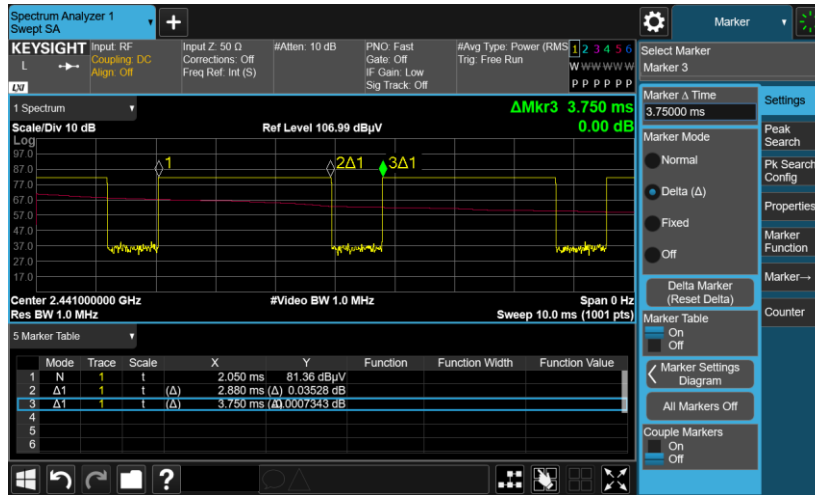 Spectrum Analyzer 1
Swept SA
+
Marker
KEYSIGHT
L
LXI
Input: RF
Coupling: DC
Align: Off
Input Z: 50 Ω
Corrections: Off
Freq Ref: Int (S)
#Atten: 10 dB
PNO: Fast
Gate: Off
IF Gain: Low
Sig Track: Off
#Avg Type: Power (RMS
Trig: Free Run
1 2 3 4 5 6
W W W W W W
P P P P P P
1 Spectrum
ΔMkr3 3.750 ms
0.00 dB
Scale/Div 10 dB
Ref Level 106.99 dBµV
Log
97.0
87.0
77.0
67.0
57.0
47.0
37.0
27.0
17.0
1
2Δ1
3Δ1
Center 2.441000000 GHz
#Video BW 1.0 MHz
Span 0 Hz
Res BW 1.0 MHz
Sweep 10.0 ms (1001 pts)
5 Marker Table
Mode Trace Scale X Y Function Function Width Function Value
1 N 1 t 2.050 ms 81.36 dBµV
2 Δ1 1 t (Δ) 2.880 ms (Δ) 0.03528 dB
3 Δ1 1 t (Δ) 3.750 ms (Δ) 0.0007343 dB
4
5
6
?
Select Marker
Marker 3
Marker Δ Time
3.75000 ms
Marker Mode
Normal
Delta (Δ)
Fixed
Off
Delta Marker
(Reset Delta)
Marker Table
On
Off
Marker Settings
Diagram
All Markers Off
Couple Markers
On
Off
Settings
Peak
Search
Pk Search
Config
Properties
Marker
Function
Marker→
Counter